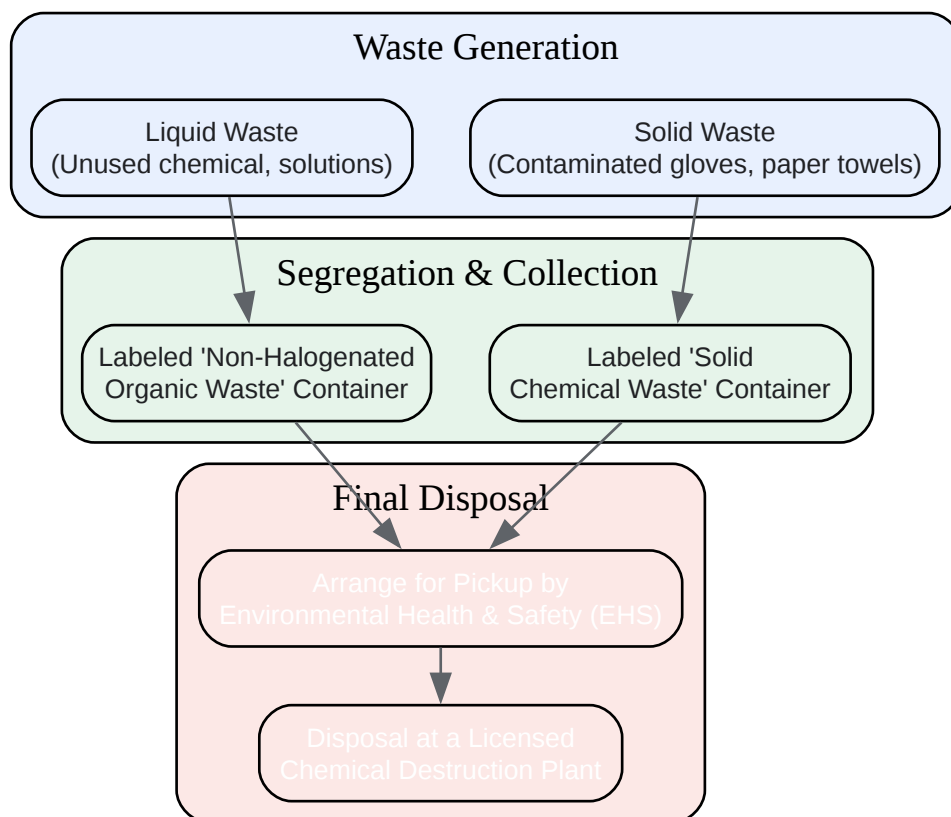 Waste Generation
Liquid Waste
(Unused chemical, solutions)
Solid Waste
(Contaminated gloves, paper towels)
Segregation & Collection
Labeled 'Non-Halogenated
Organic Waste' Container
Labeled 'Solid
Chemical Waste' Container
Final Disposal
Arrange for Pickup by
Environmental Health & Safety (EHS)
Disposal at a Licensed
Chemical Destruction Plant